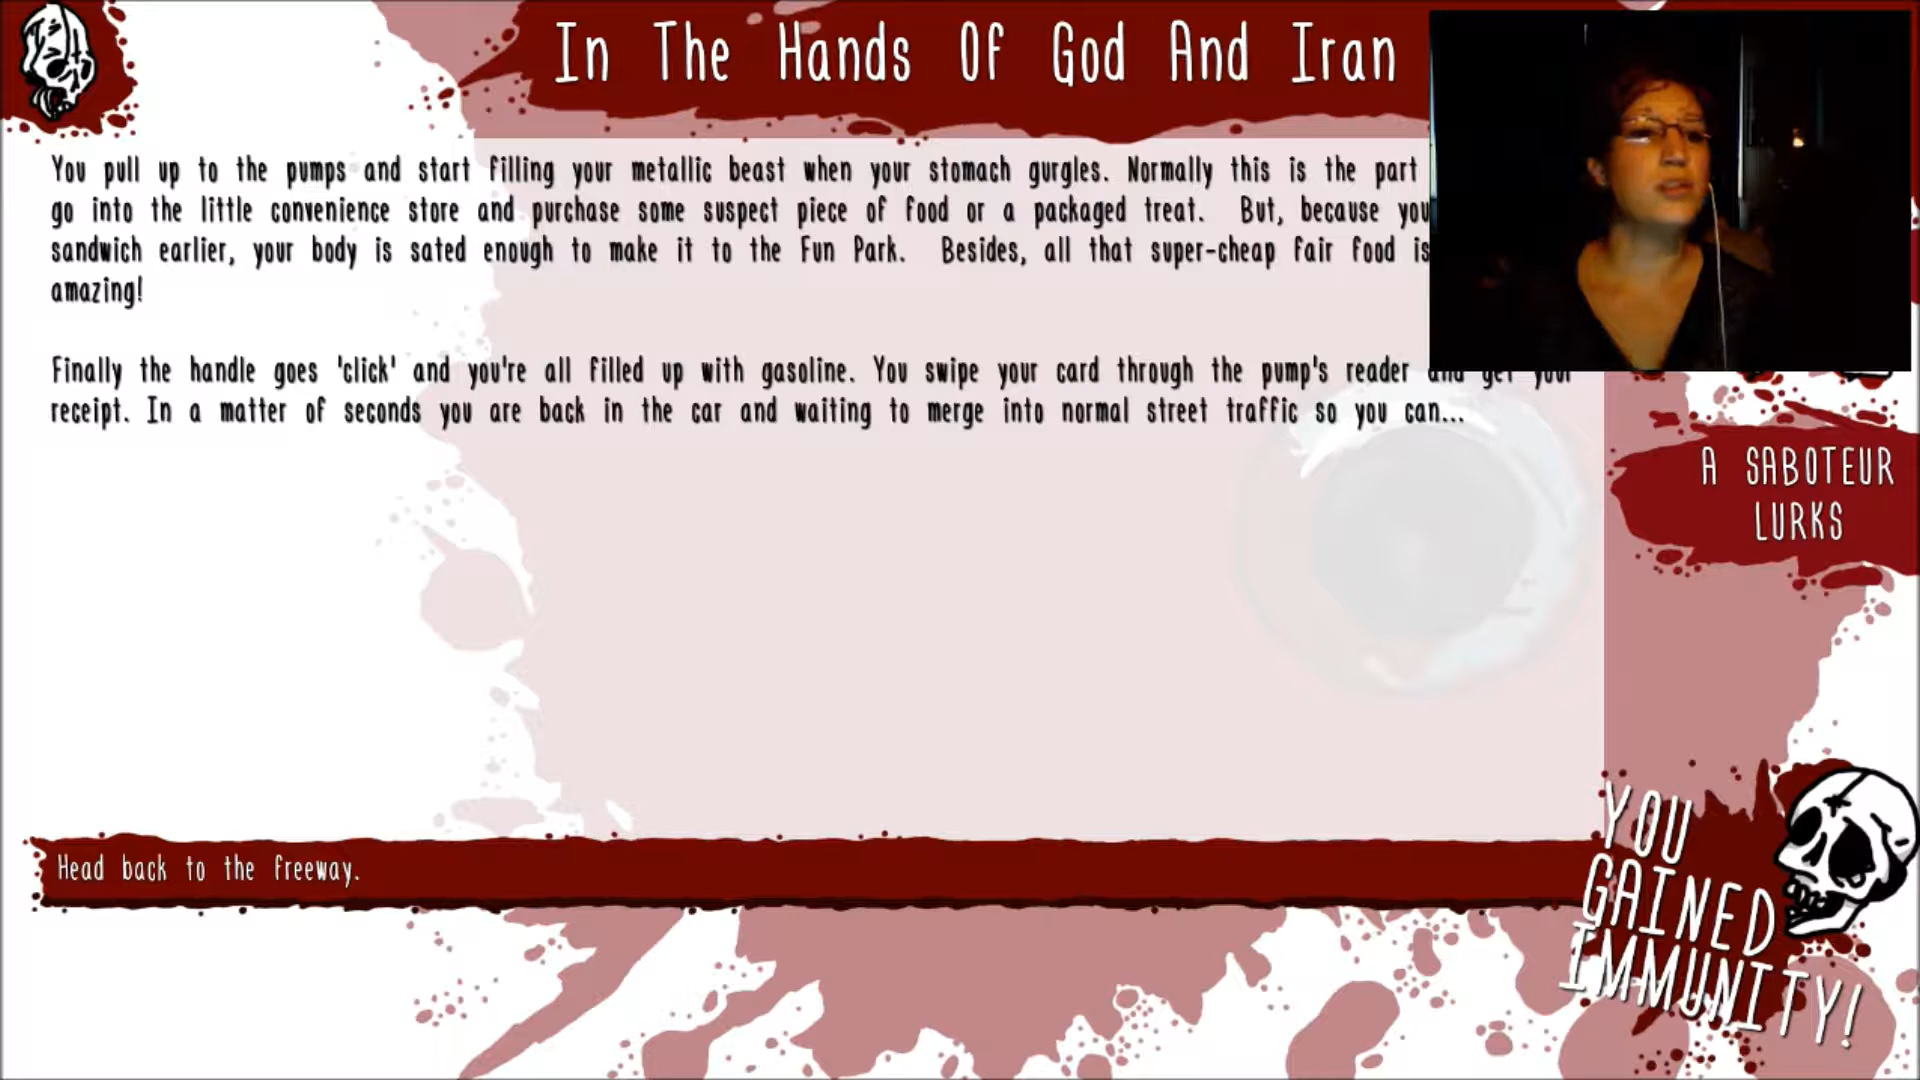 In The Hands Of God And Iran
You pull up to the pumps and start filling your metallic beast when your stomach gurgles. Normally this is the part
go into the little convenience store and purchase some suspect piece of food or a packaged treat. But, because you
sandwich earlier, your body is sated enough to make it to the Fun Park. Besides, all that super-cheap fair food is
amazing!
Finally the handle goes 'click' and you're all filled up with gasoline. You swipe your card through the pump's reader and get your
receipt. In a matter of seconds you are back in the car and waiting to merge into normal street traffic so you can...
A SABOTEUR
LURKS
Head back to the freeway.
YOU
GAINED
IMMUNITY!